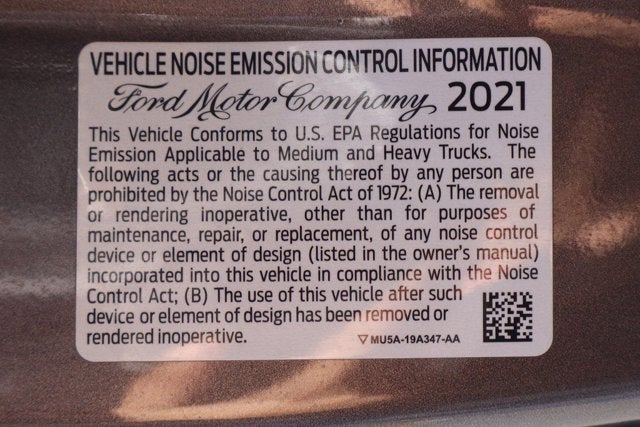 VEHICLE NOISE EMISSION CONTROL INFORMATION
Ford Motor Company 2021
This Vehicle Conforms to U.S. EPA Regulations for Noise
Emission Applicable to Medium and Heavy Trucks. The
following acts or the causing thereof by any person are
prohibited by the Noise Control Act of 1972: (A) The removal
or rendering inoperative, other than for purposes of
maintenance, repair, or replacement, of any noise control
device or element of design (listed in the owner's manual)
incorporated into this vehicle in compliance with the Noise
Control Act; (B) The use of this vehicle after such
device or element of design has been removed or
rendered inoperative. ▽ MU5A-19A347-AA